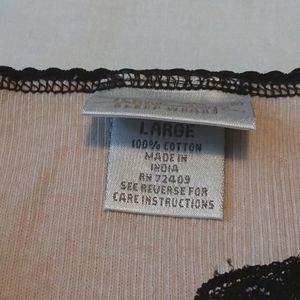 LARGE
100% COTTON
MADE IN
INDIA
RN 72409
SEE REVERSE FOR
CARE INSTRUCTIONS